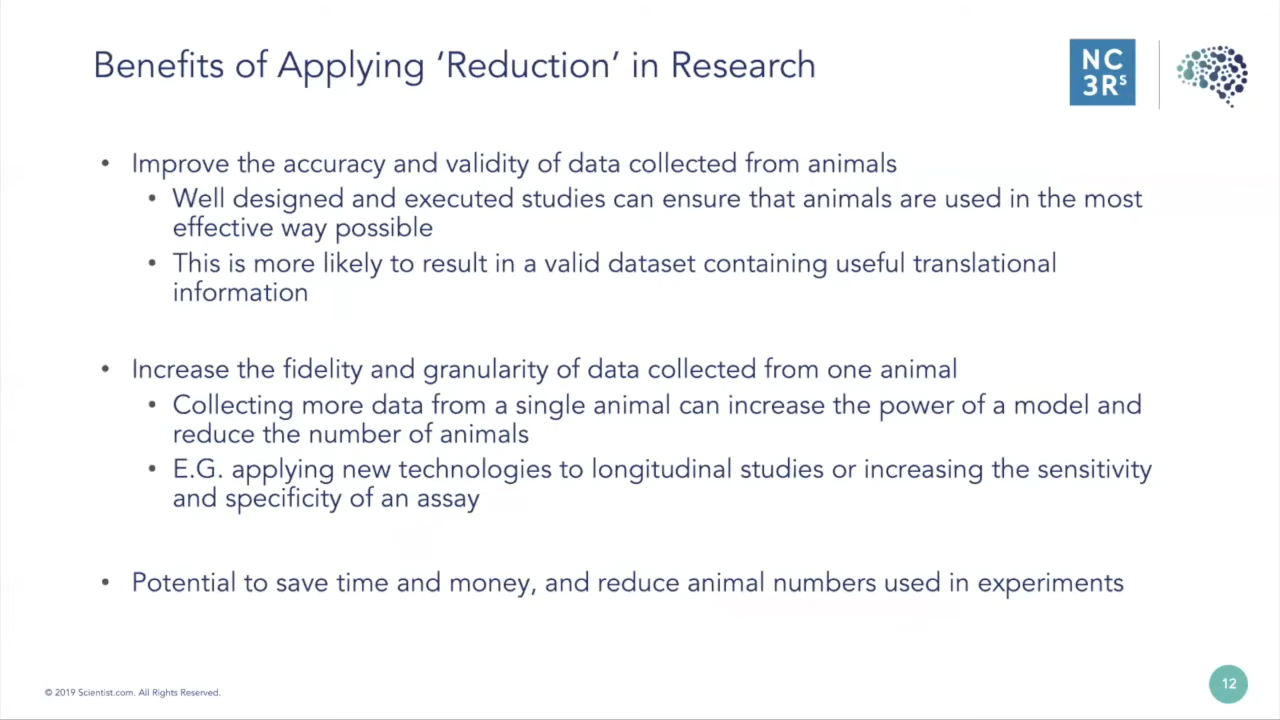 Benefits of Applying ‘Reduction’ in Research
NC
3Rs
• Improve the accuracy and validity of data collected from animals
• Well designed and executed studies can ensure that animals are used in the most
effective way possible
• This is more likely to result in a valid dataset containing useful translational
information
• Increase the fidelity and granularity of data collected from one animal
• Collecting more data from a single animal can increase the power of a model and
reduce the number of animals
• E.G. applying new technologies to longitudinal studies or increasing the sensitivity
and specificity of an assay
• Potential to save time and money, and reduce animal numbers used in experiments
© 2019 Scientist.com. All Rights Reserved.
12